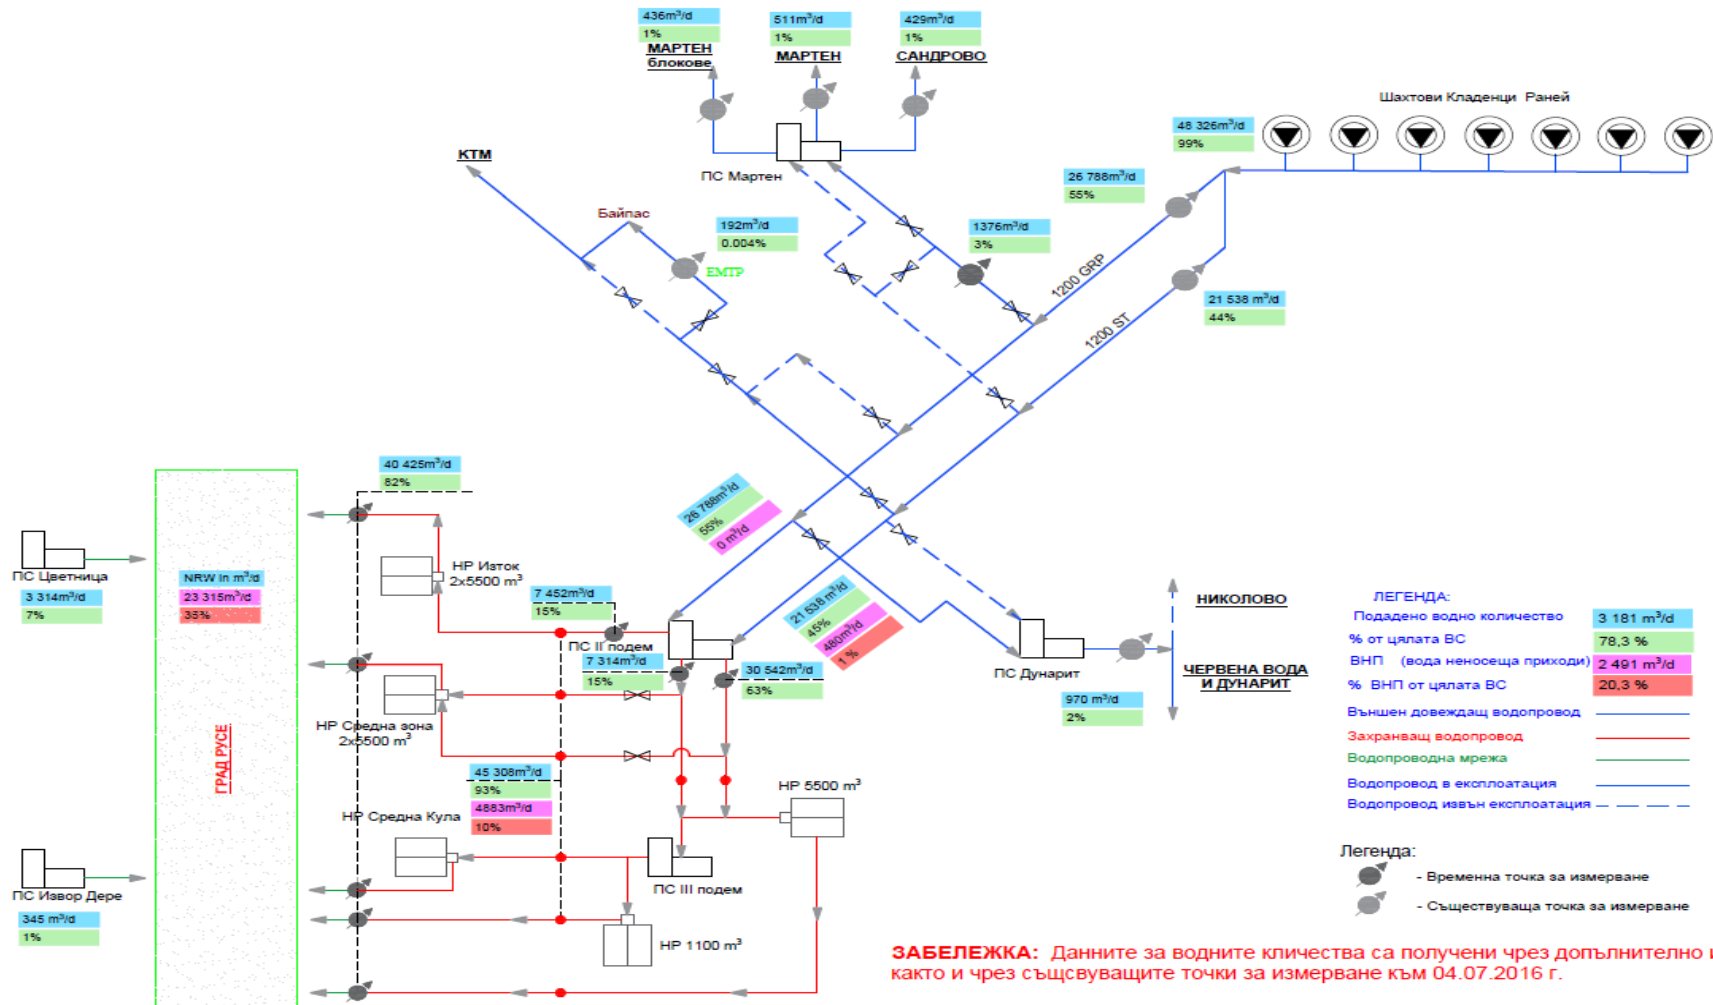 436m³/d
1%
МАРТЕН
блокове
511m³/d
1%
МАРТЕН
429m³/d
1%
САНДРОВО
Шахтови Кладенци Раней
48 326m³/d
99%
КТМ
ПС Мартен
26 788m³/d
55%
Байпас
192m³/d
0.004%
ЕМТР
1376m³/d
3%
1200 GRP
21 538 m³/d
44%
1200 ST
40 425m³/d
82%
26 788m³/d
55%
0 m³/d
ПС Цветница
3 314m³/d
7%
NRW In m³/d
23 315m³/d
35%
НР Изток
2x5500 m³
7 452m³/d
15%
ПС II подем
21 538 m³/d
45%
480m³/d
1 %
7 314m³/d
15%
30 542m³/d
63%
ПС Дунарит
НИКОЛОВО
ЧЕРВЕНА ВОДА
И ДУНАРИТ
970 m³/d
2%
ЛЕГЕНДА:
Подадено водно количество 3 181 m³/d
% от цялата ВС 78,3 %
ВНП (вода неносеща приходи) 2 491 m³/d
% ВНП от цялата ВС 20,3 %
Външен довеждащ водопровод
Захранващ водопровод
Водопроводна мрежа
Водопровод в експлоатация
Водопровод извън експлоатация
НР Средна зона
2x5500 m³
ГРАД РУСЕ
45 308m³/d
93%
4883m³/d
10%
НР 5500 m³
НР Средна Кула
ПС III подем
ПС Извор Дере
345 m³/d
1%
НР 1100 m³
Легенда:
- Временна точка за измерване
- Съществуваща точка за измерване
ЗАБЕЛЕЖКА: Данните за водните кличества са получени чрез допълнително
както и чрез същсвуващите точки за измерване към 04.07.2016 г.